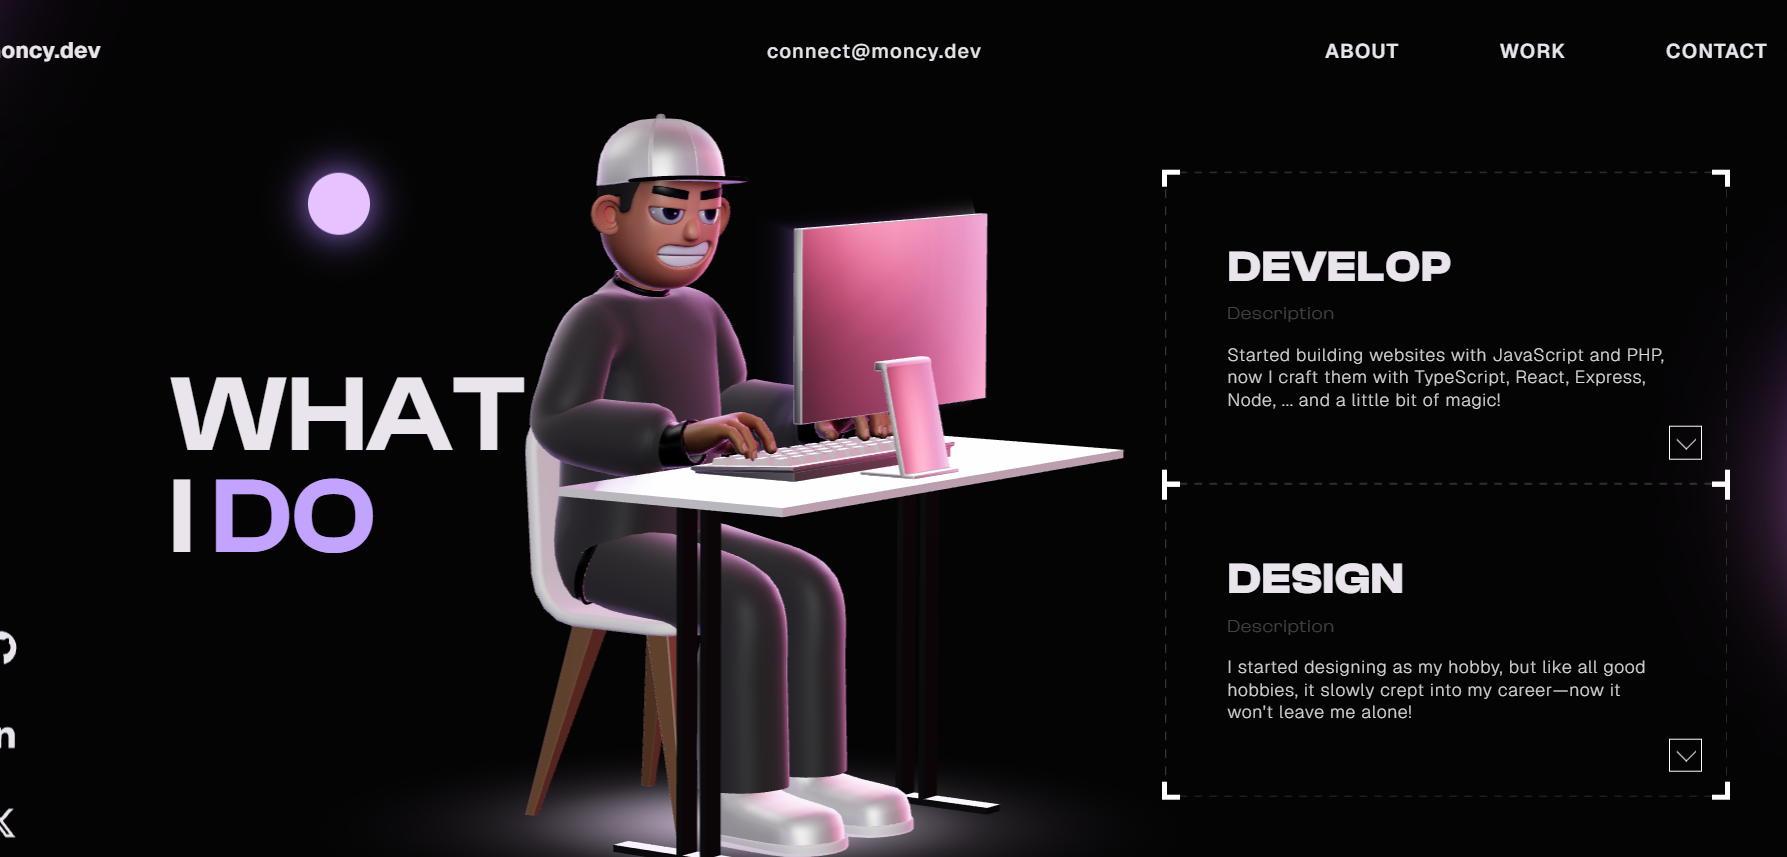 oncy.dev
connect@moncy.dev
ABOUT
WORK
CONTACT
WHAT
I DO
DEVELOP
Description
Started building websites with JavaScript and PHP,
now I craft them with TypeScript, React, Express,
Node, ... and a little bit of magic!
DESIGN
Description
I started designing as my hobby, but like all good
hobbies, it slowly crept into my career—now it
won't leave me alone!